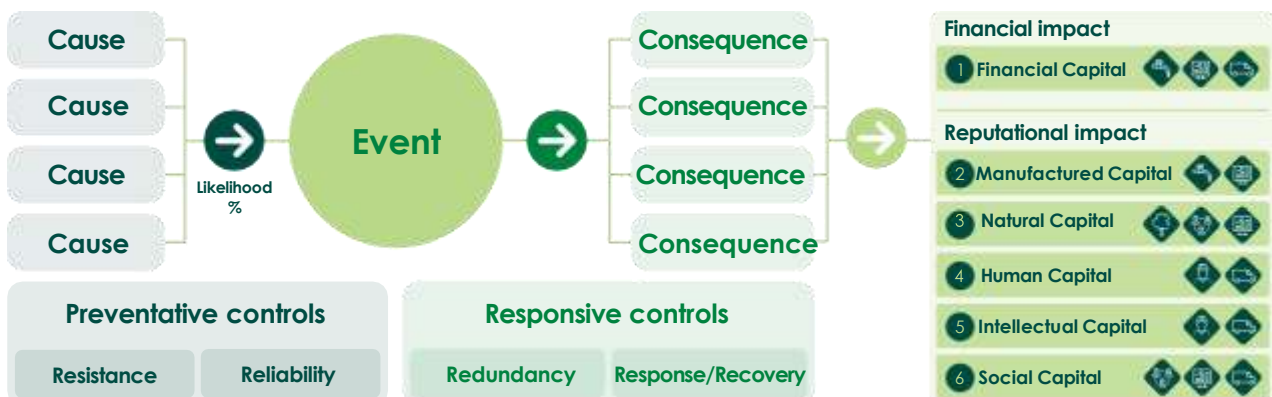 Cause
Cause
Cause
Cause
Likelihood
%
Event
Consequence
Consequence
Consequence
Consequence
Preventative controls
Resistance
Reliability
Responsive controls
Redundancy
Response/Recovery
Financial impact
1 Financial Capital
Reputational impact
2 Manufactured Capital
3 Natural Capital
4 Human Capital
5 Intellectual Capital
6 Social Capital